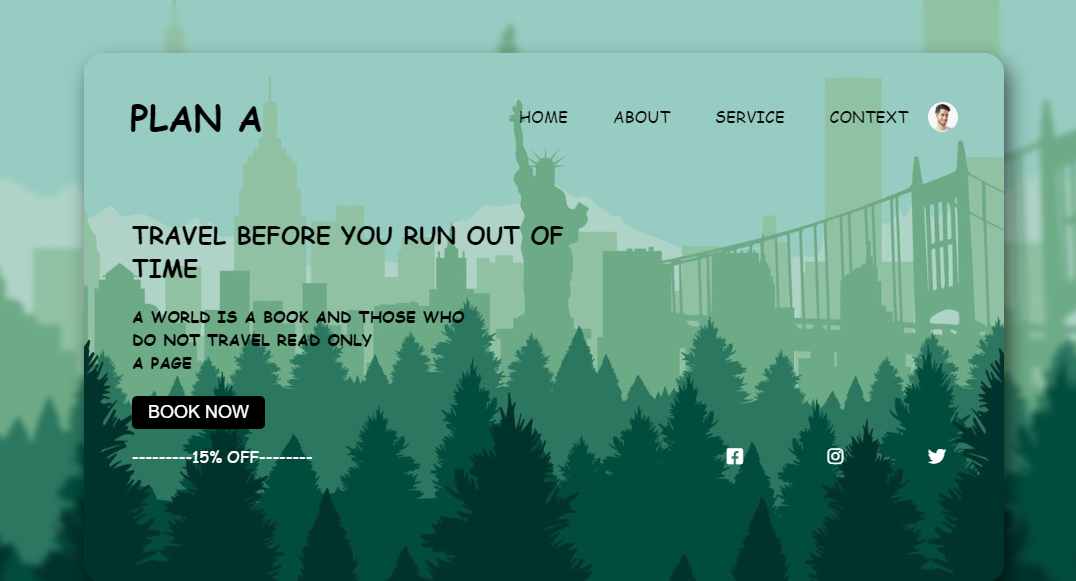 PLAN A
HOME ABOUT SERVICE CONTEXT
TRAVEL BEFORE YOU RUN OUT OF
TIME
A WORLD IS A BOOK AND THOSE WHO
DO NOT TRAVEL READ ONLY
A PAGE
BOOK NOW
---------15% OFF--------